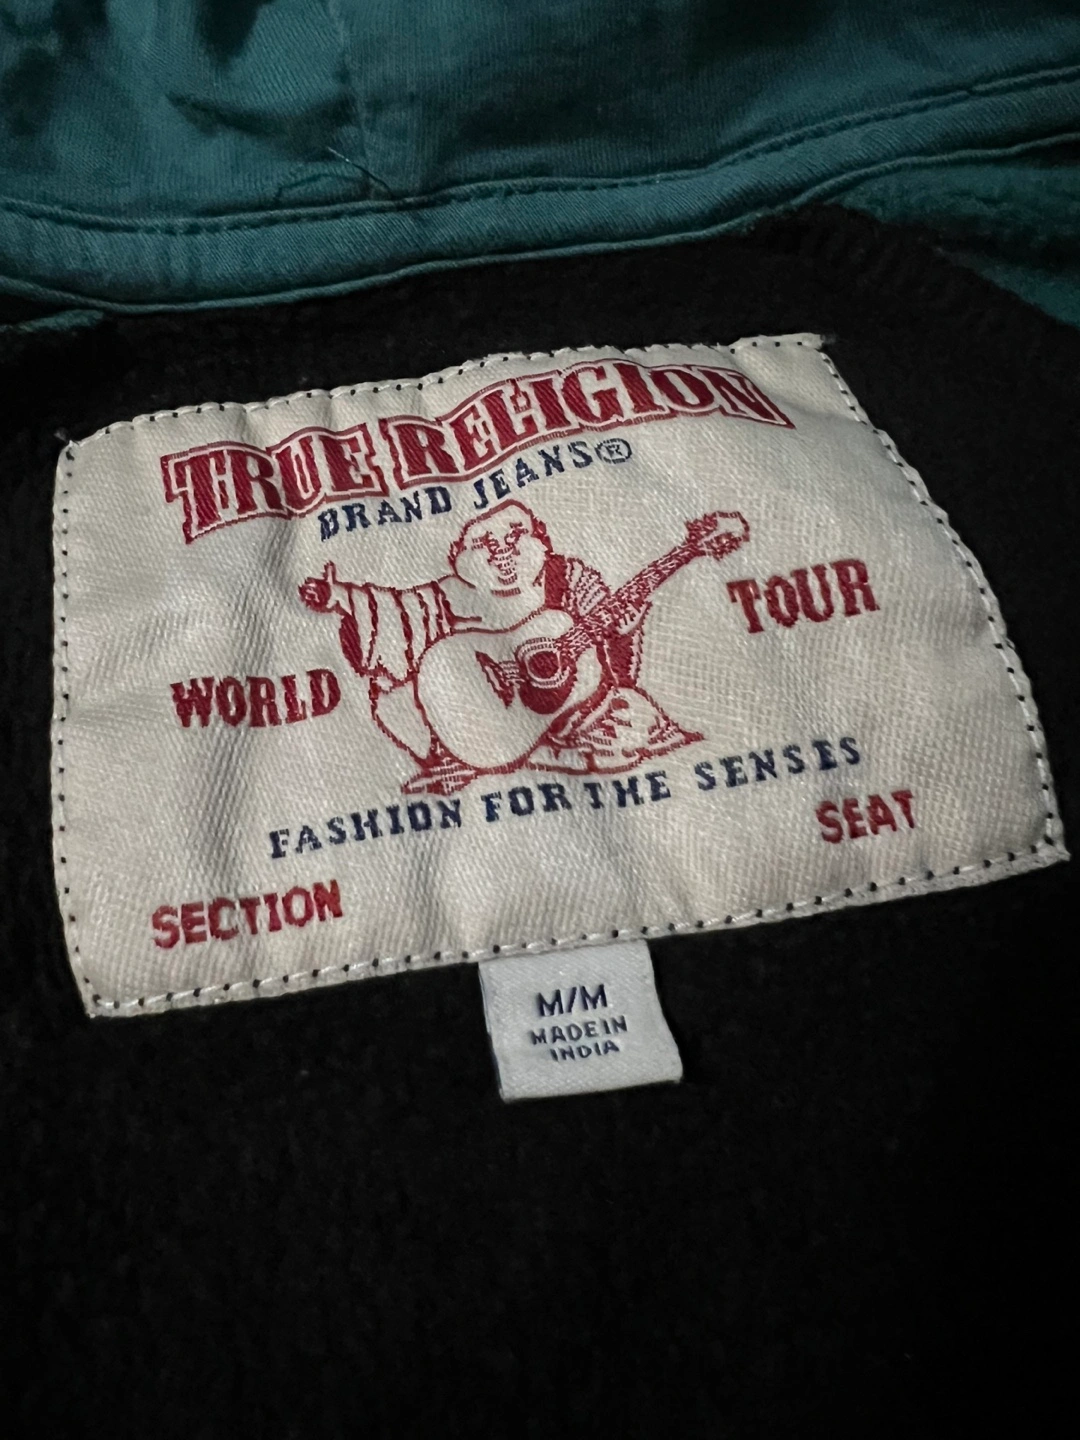 TRUE RELIGION
BRAND JEANS®
WORLD TOUR
FASHION FOR THE SENSES
SECTION SEAT
M/M
MADE IN
INDIA